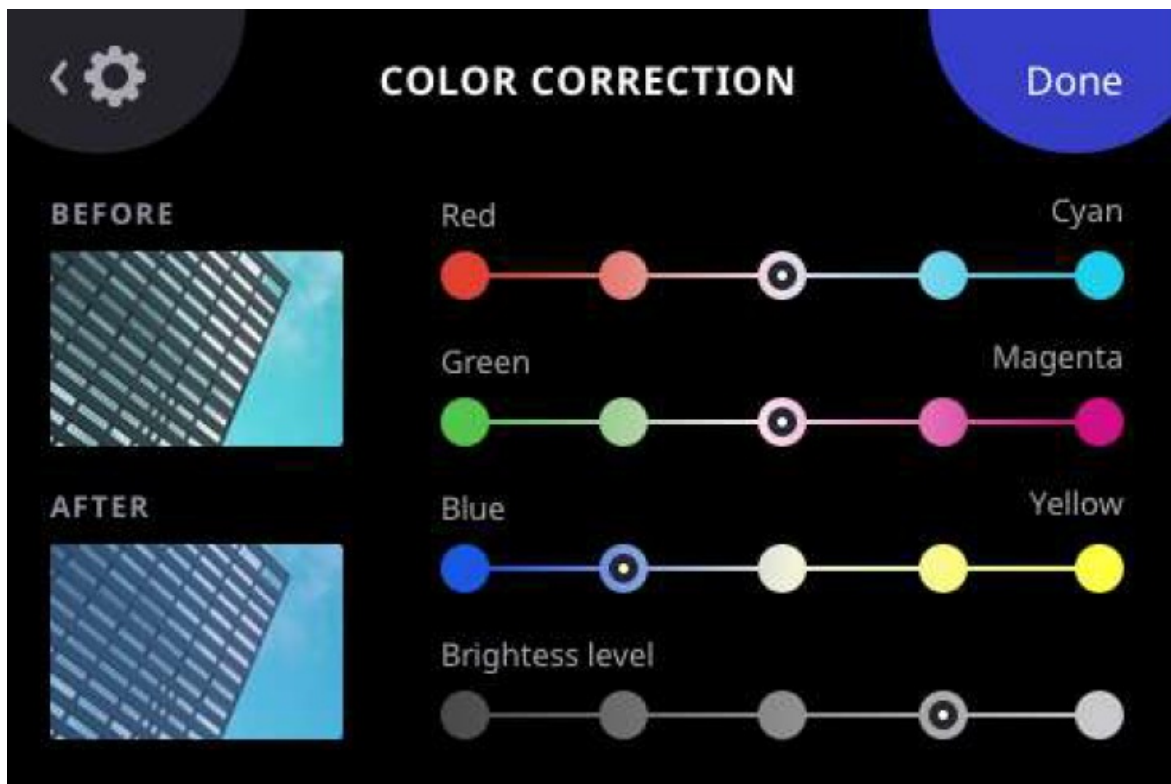 COLOR CORRECTION
Done
BEFORE
Red
Cyan
Green
Magenta
AFTER
Blue
Yellow
Brightess level